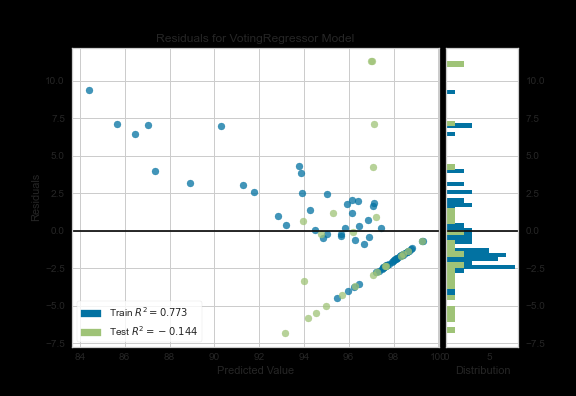 Residuals for VotingRegressor Model
Residuals
10.0
7.5
5.0
2.5
0.0
−2.5
−5.0
−7.5
Train R² = 0.773
Test R² = −0.144
84 86 88 90 92 94 96 98 100
Predicted Value
10.0
7.5
5.0
2.5
0.0
−2.5
−5.0
−7.5
5
Distribution